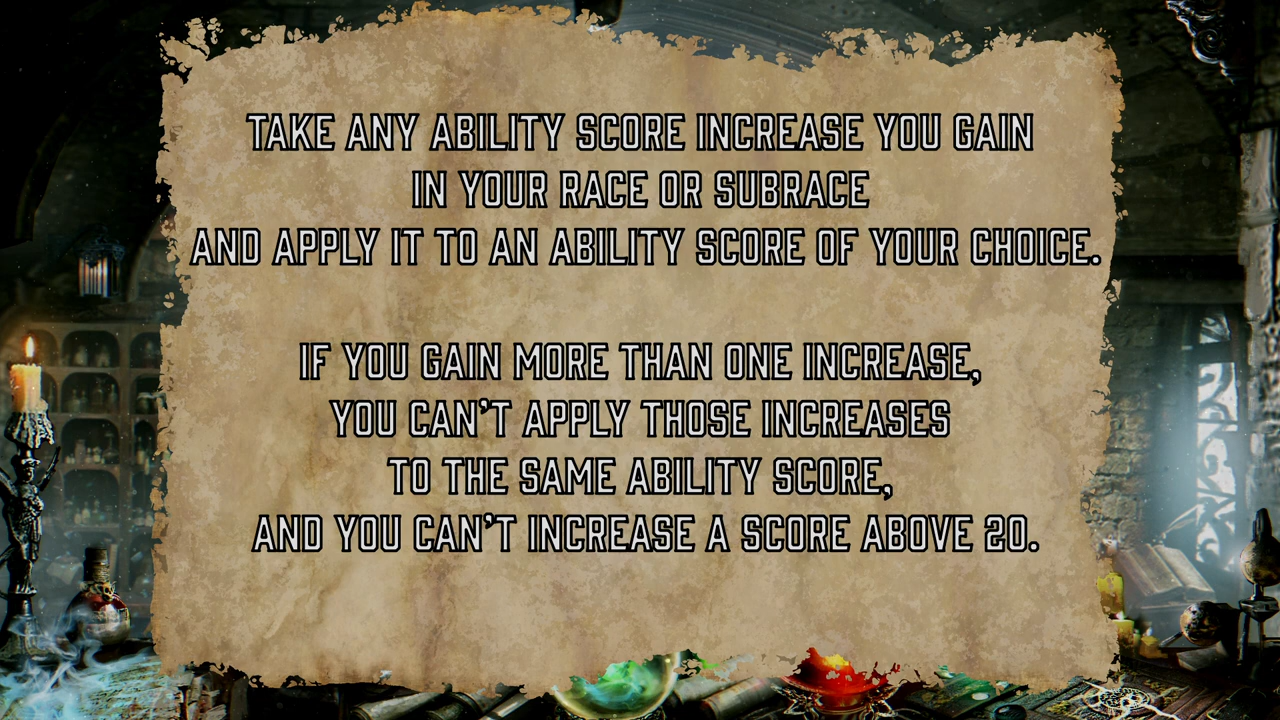 TAKE ANY ABILITY SCORE INCREASE YOU GAIN
IN YOUR RACE OR SUBRACE
AND APPLY IT TO AN ABILITY SCORE OF YOUR CHOICE.
IF YOU GAIN MORE THAN ONE INCREASE,
YOU CAN'T APPLY THOSE INCREASES
TO THE SAME ABILITY SCORE,
AND YOU CAN'T INCREASE A SCORE ABOVE 20.